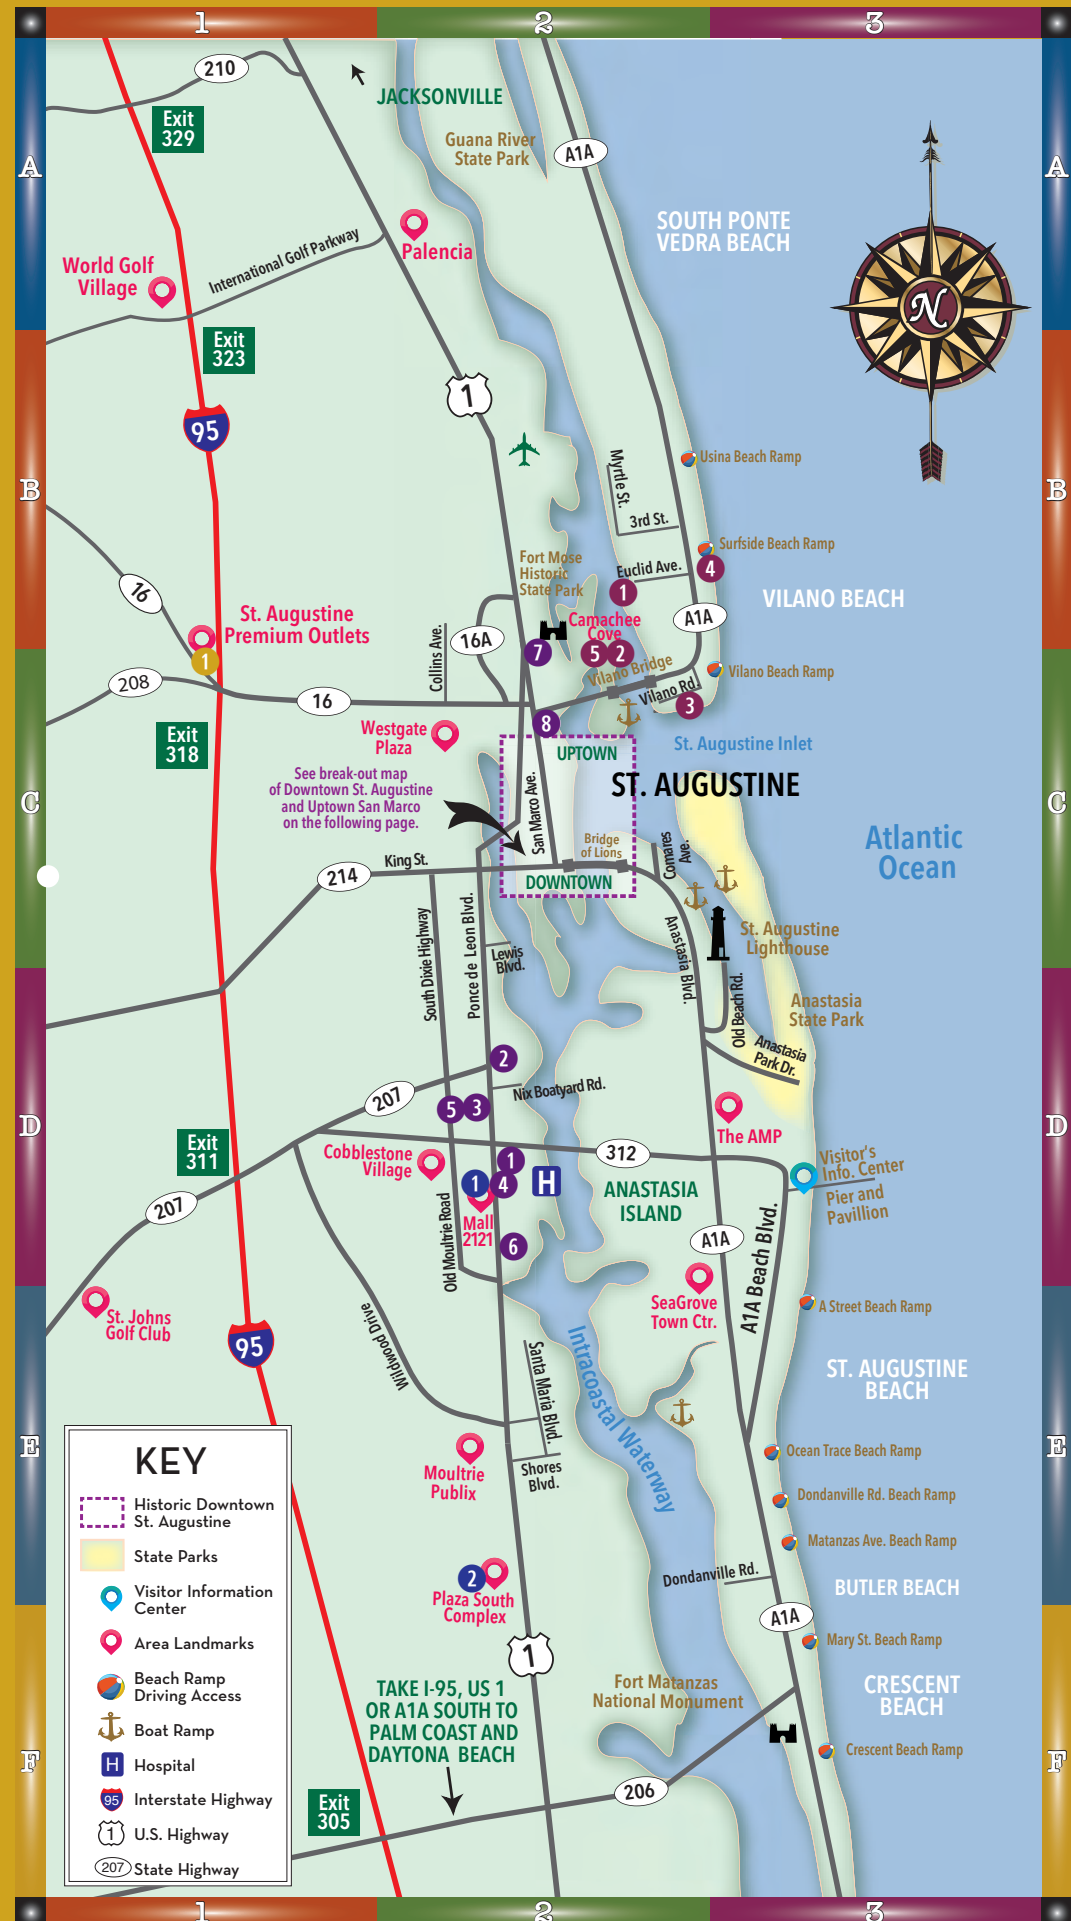 1
2
3
A
A
210
Exit
329
JACKSONVILLE
Guana River
State Park
A1A
SOUTH PONTE
VEDRA BEACH
Palencia
International Golf Parkway
World Golf
Village
N
Exit
323
1
95
B
B
Myrtle St.
3rd St.
Usina Beach Ramp
Surfside Beach Ramp
4
Fort Mose
Historic
State Park
Euclid Ave.
1
VILANO BEACH
16
St. Augustine
Premium Outlets
1
Camachee
Cove
5
2
A1A
16A
Collins Ave.
7
Vilano Bridge
Vilano Rd.
Vilano Beach Ramp
3
208
16
8
Exit
318
Westgate
Plaza
UPTOWN
St. Augustine Inlet
ST. AUGUSTINE
See break-out map
of Downtown St. Augustine
and Uptown San Marco
on the following page.
San Marco Ave.
C
C
Atlantic
Ocean
Bridge
of Lions
Comares
Ave.
King St.
214
DOWNTOWN
South Dixie Highway
Ponce de Leon Blvd.
Lewis
Blvd.
Anastasia Blvd.
St. Augustine
Lighthouse
Old Beach Rd.
Anastasia
State Park
Anastasia
Park Dr.
2
Nix Boatyard Rd.
207
5
3
D
D
The AMP
Exit
311
Cobblestone
Village
312
1
1
4
H
Visitor's
Info. Center
Pier and
Pavillion
ANASTASIA
ISLAND
207
Old Moultrie Road
Mall
2121
6
A1A
A1A Beach Blvd.
St. Johns
Golf Club
SeaGrove
Town Ctr.
A Street Beach Ramp
95
Wildwood Drive
Intracoastal Waterway
Santa Maria Blvd.
ST. AUGUSTINE
BEACH
E
E
Moultrie
Publix
Shores
Blvd.
Ocean Trace Beach Ramp
Dondanville Rd. Beach Ramp
Matanzas Ave. Beach Ramp
2
Plaza South
Complex
Dondanville Rd.
BUTLER BEACH
A1A
1
Mary St. Beach Ramp
Fort Matanzas
National Monument
CRESCENT
BEACH
TAKE I-95, US 1
OR A1A SOUTH TO
PALM COAST AND
DAYTONA BEACH
Crescent Beach Ramp
F
F
206
Exit
305
KEY
Historic Downtown
St. Augustine
State Parks
Visitor Information
Center
Area Landmarks
Beach Ramp
Driving Access
Boat Ramp
H
Hospital
95
Interstate Highway
1
U.S. Highway
207
State Highway
1
2
3